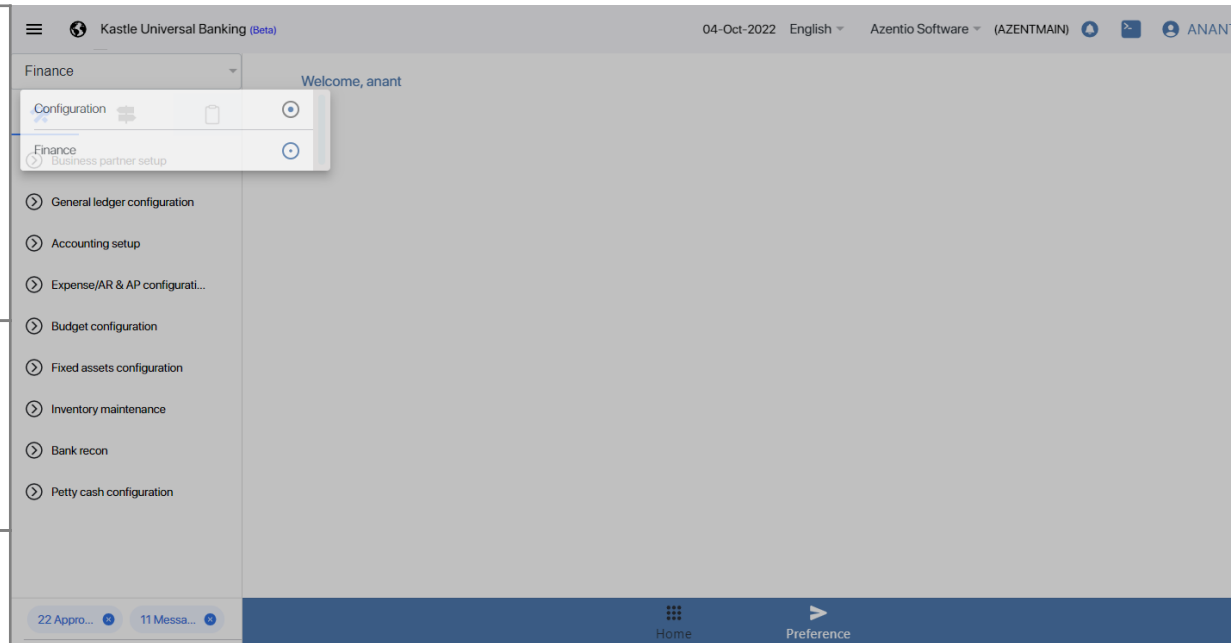 Kastle Universal Banking (Beta)
04-Oct-2022 English Azentio Software (AZENTMAIN) ANANT
Finance
Welcome, anant
Configuration
Finance
Business partner setup
General ledger configuration
Accounting setup
Expense/AR & AP configurati...
Budget configuration
Fixed assets configuration
Inventory maintenance
Bank recon
Petty cash configuration
22 Appro... 11 Messa...
Home Preference